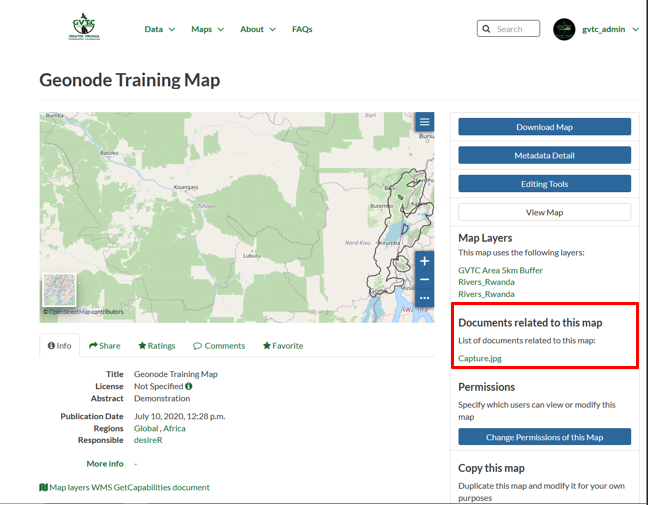 GVTC
Data
Maps
About
FAQs
Search
gvtc_admin
Geonode Training Map
Bumba
Ituri
Basoko
Kisangani
Tshopo
Butembo
Nord-Kivu
Kirumba
Lubutu
+
−
...
© OpenStreetMap contributors
Download Map
Metadata Detail
Editing Tools
View Map
Map Layers
This map uses the following layers:
GVTC Area 5km Buffer
Rivers_Rwanda
Rivers_Rwanda
Documents related to this map
List of documents related to this map:
Capture.jpg
Permissions
Specify which users can view or modify this
map
Change Permissions of this Map
Copy this map
Duplicate this map and modify it for your own
purposes
Info
Share
Ratings
Comments
Favorite
Title Geonode Training Map
License Not Specified
Abstract Demonstration
Publication Date July 10, 2020, 12:28 p.m.
Regions Global , Africa
Responsible desireR
More info -
Map layers WMS GetCapabilities document